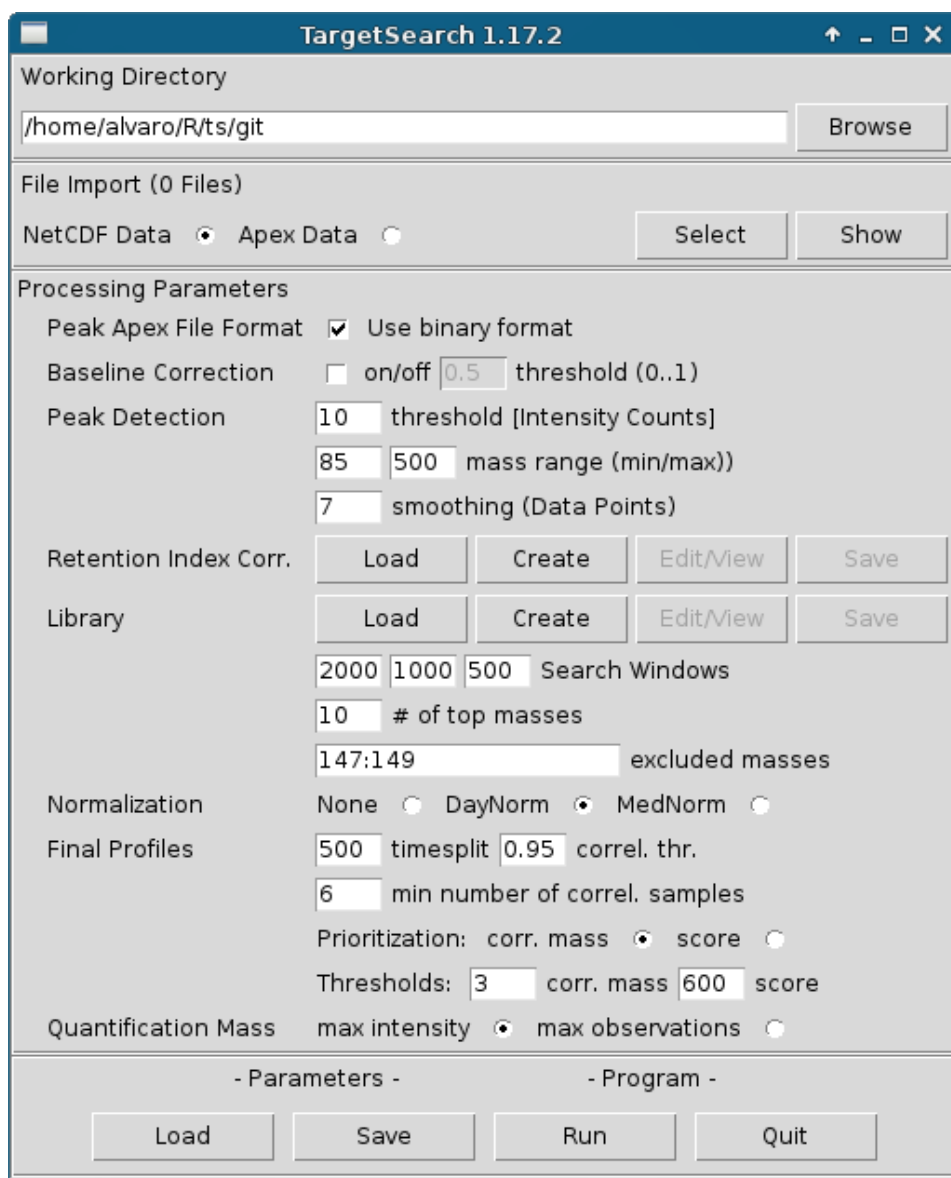 TargetSearch 1.17.2
Working Directory
/home/alvaro/R/ts/git Browse
File Import (0 Files)
NetCDF Data Apex Data Select Show
Processing Parameters
Peak Apex File Format Use binary format
Baseline Correction on/off 0.5 threshold (0..1)
Peak Detection 10 threshold [Intensity Counts]
85 500 mass range (min/max))
7 smoothing (Data Points)
Retention Index Corr. Load Create Edit/View Save
Library Load Create Edit/View Save
2000 1000 500 Search Windows
10 # of top masses
147:149 excluded masses
Normalization None DayNorm MedNorm
Final Profiles 500 timesplit 0.95 correl. thr.
6 min number of correl. samples
Prioritization: corr. mass score
Thresholds: 3 corr. mass 600 score
Quantification Mass max intensity max observations
- Parameters - - Program -
Load Save Run Quit